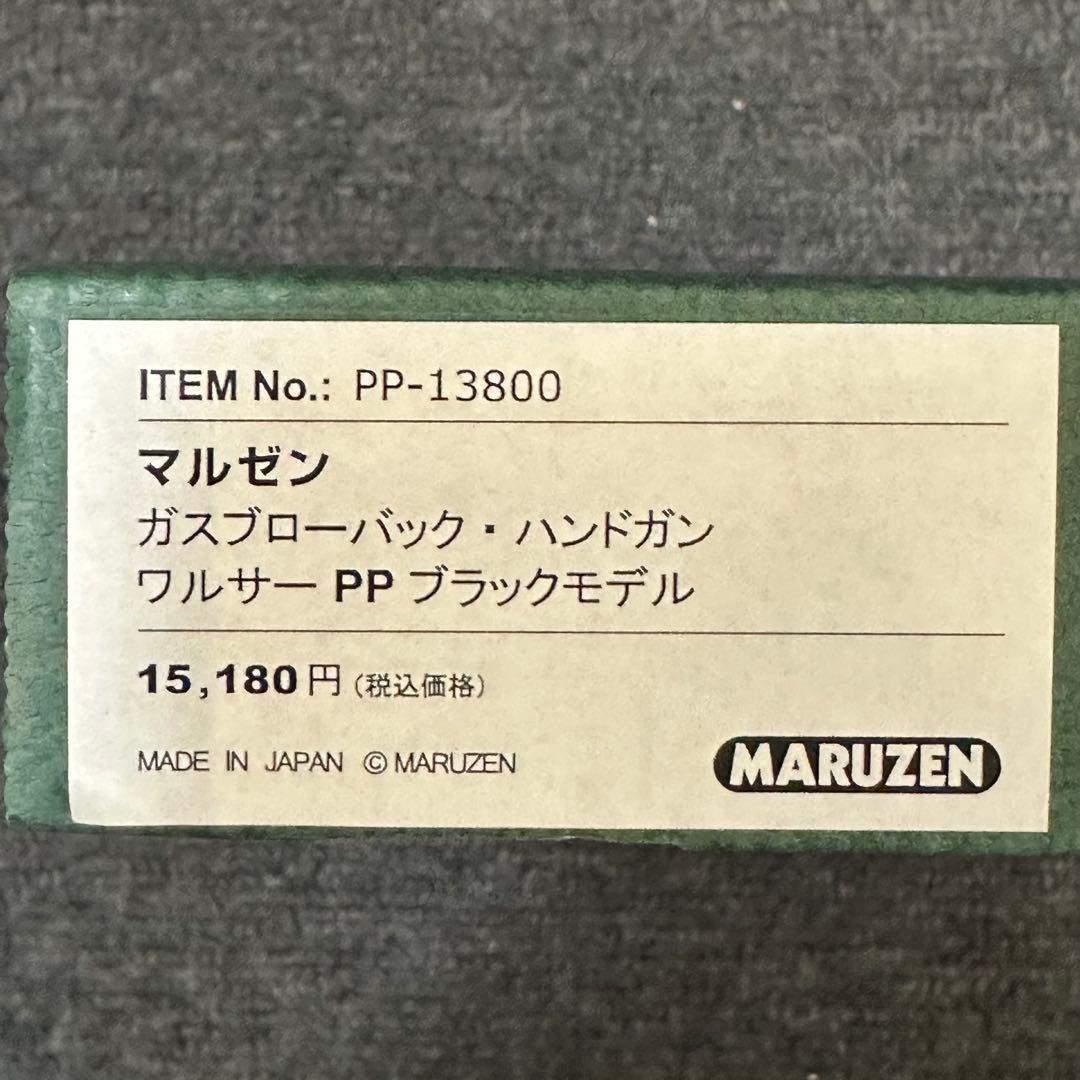 ITEM No.: PP-13800
マルゼン
ガスブローバック・ハンドガン
ワルサー PP ブラックモデル
15,180円(税込価格)
MADE IN JAPAN ©MARUZEN
MARUZEN